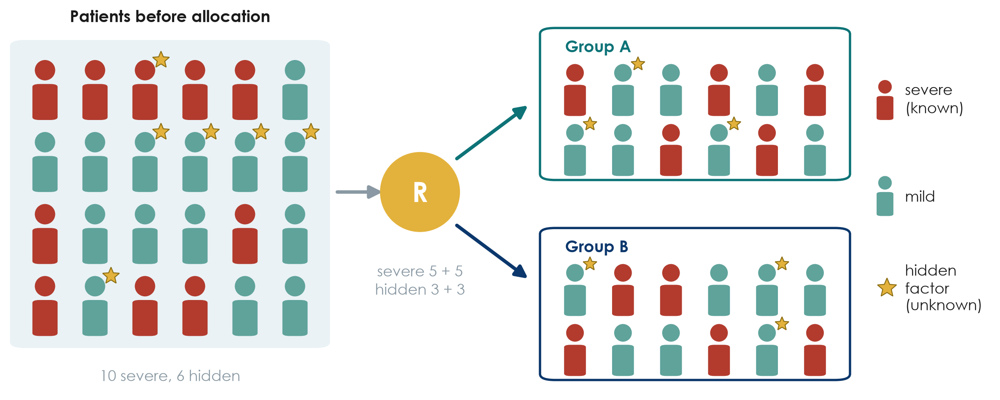 Patients before allocation
10 severe, 6 hidden
R
severe 5 + 5
hidden 3 + 3
Group A
Group B
severe
(known)
mild
hidden
factor
(unknown)